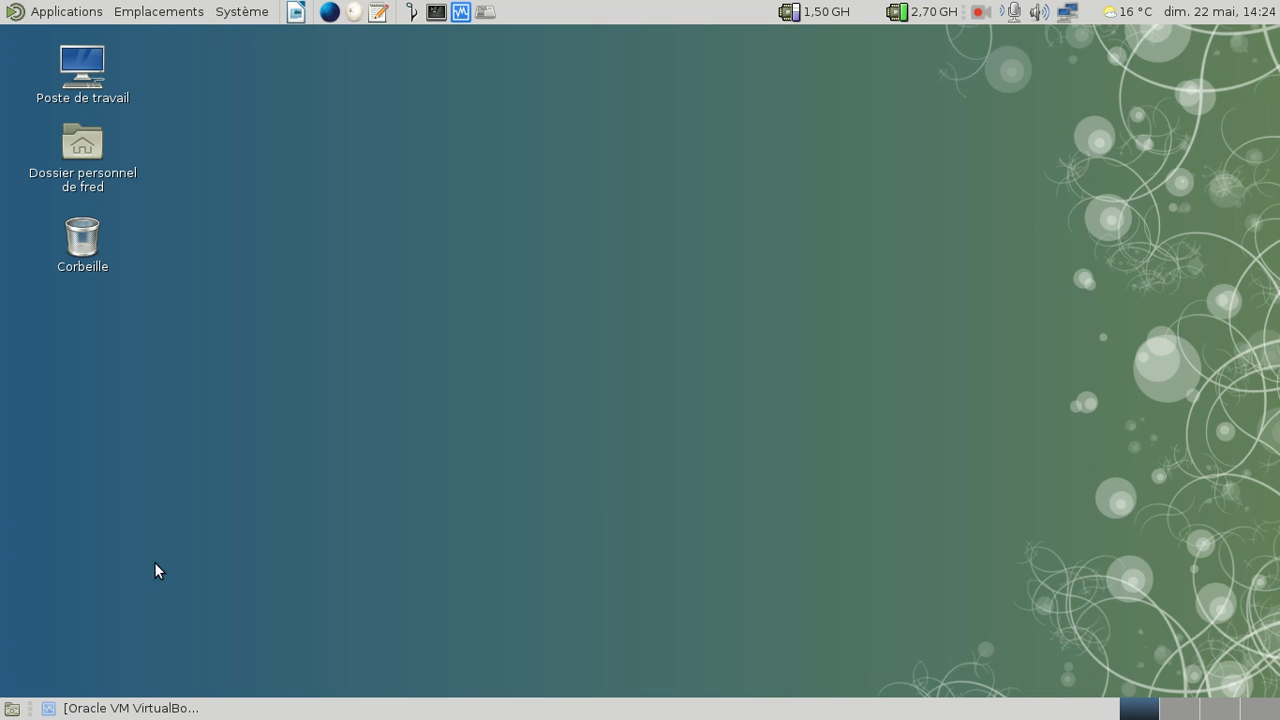 Applications Emplacements Système 1,50 GH 2,70 GH 16 °C dim. 22 mai, 14:24
Poste de travail
Dossier personnel
de fred
Corbeille
[Oracle VM VirtualBo...